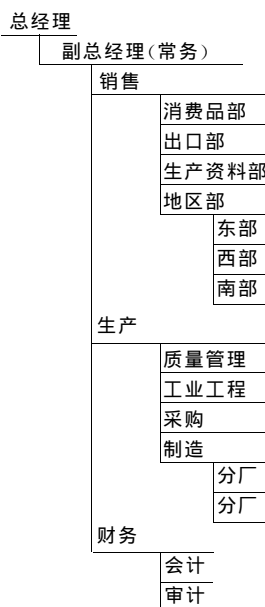 总经理
副总经理(常务)
销售
消费品部
出口部
生产资料部
地区部
东部
西部
南部
生产
质量管理
工业工程
采购
制造
分厂
分厂
财务
会计
审计